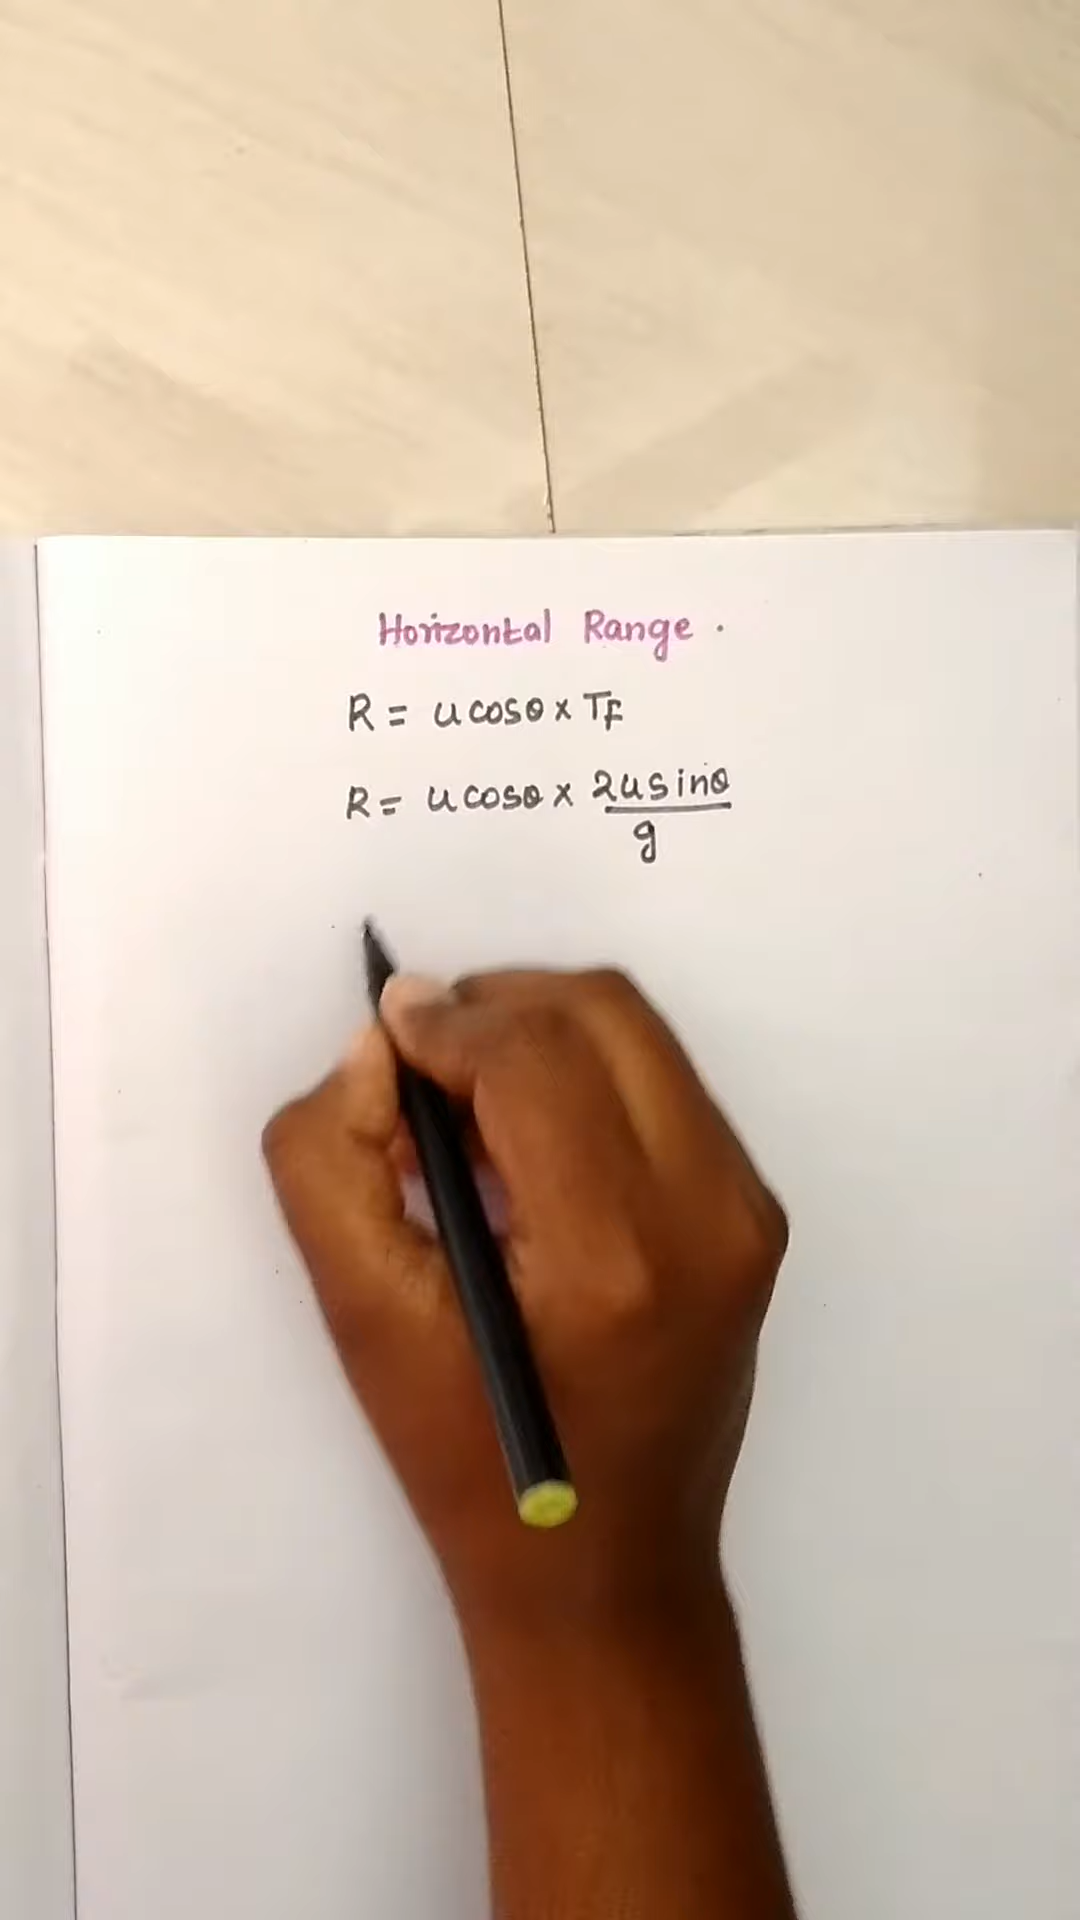 Horizontal Range .
R = u cosθ x TF
R = u cosθ x 2u sinθ
g